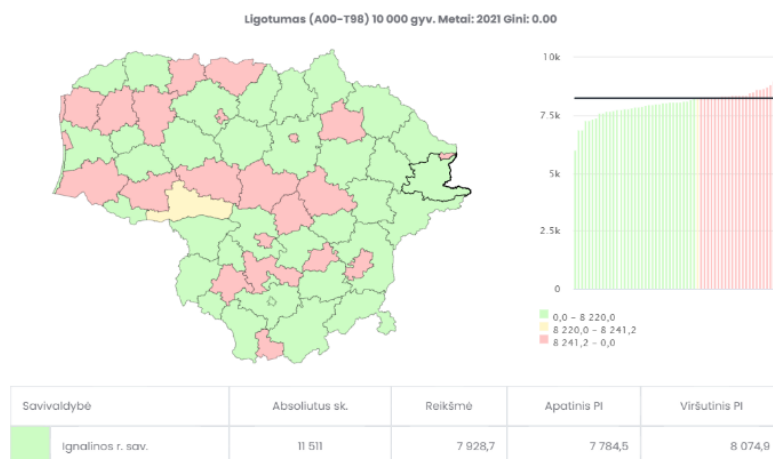 Ligotumas (A00-T98) 10 000 gyv. Metai: 2021 Gini: 0.00
10k
7.5k
5k
2.5k
0
0,0 - 8 220,0
8 220,0 - 8 241,2
8 241,2 - 0,0
Savivaldybė Absoliutus sk. Reikšmė Apatinis PI Viršutinis PI
Ignalinos r. sav. 11 511 7 928,7 7 784,5 8 074,9